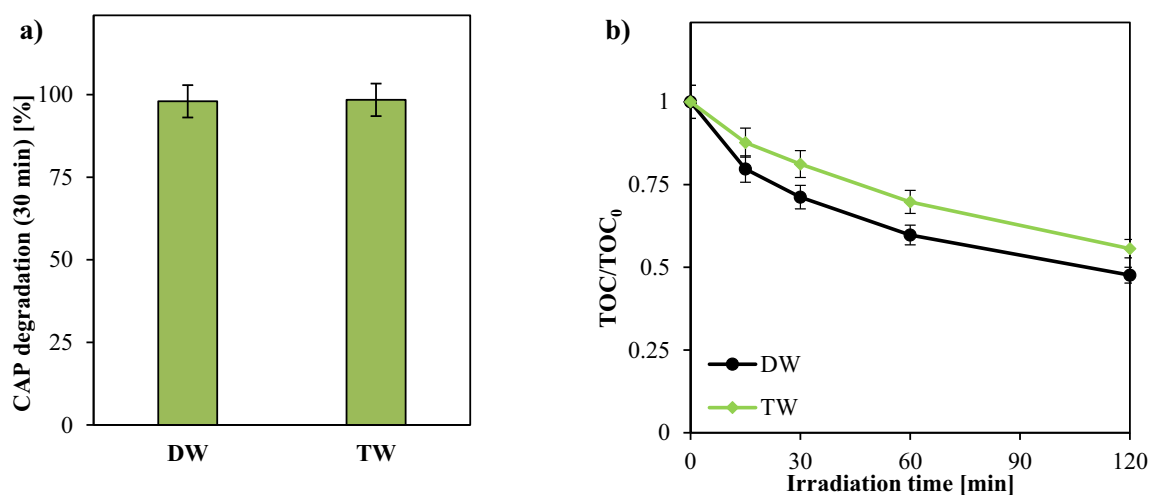 a)
CAP degradation (30 min) [%]
100
75
50
25
0
DW
TW
b)
TOC/TOC₀
1
0.75
0.5
0.25
0
DW
TW
0
30
60
90
120
Irradiation time [min]